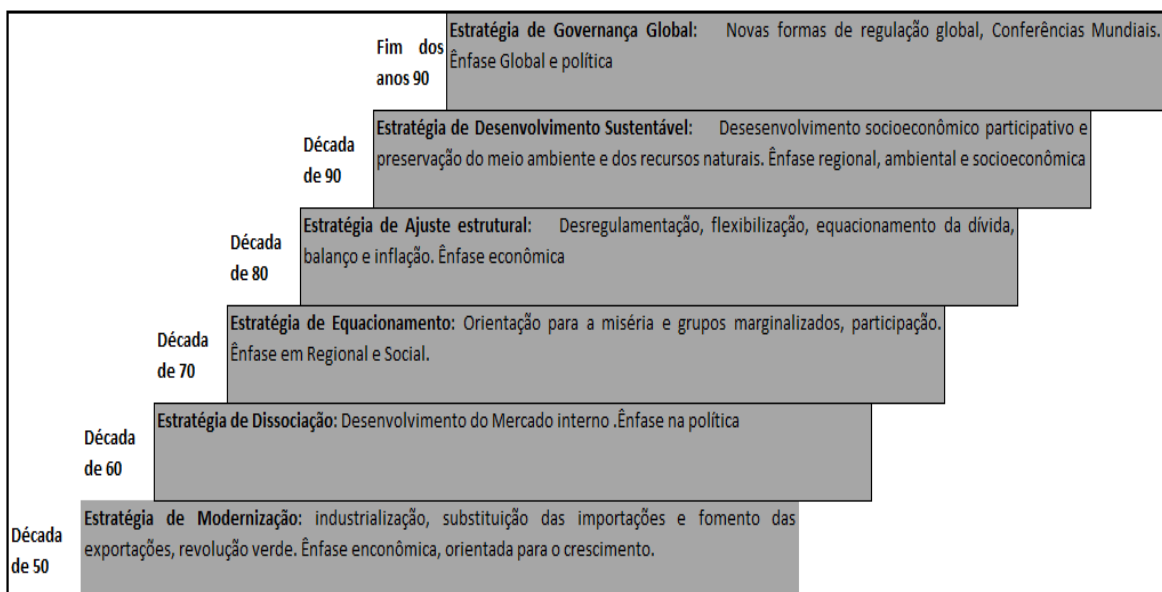 Fim dos
anos 90
Estratégia de Governança Global: Novas formas de regulação global, Conferências Mundiais.
Ênfase Global e política
Década
de 90
Estratégia de Desenvolvimento Sustentável: Desesenvolvimento socioeconômico participativo e
preservação do meio ambiente e dos recursos naturais. Ênfase regional, ambiental e socioeconômica
Década
de 80
Estratégia de Ajuste estrutural: Desregulamentação, flexibilização, equacionamento da dívida,
balanço e inflação. Ênfase econômica
Década
de 70
Estratégia de Equacionamento: Orientação para a miséria e grupos marginalizados, participação.
Ênfase em Regional e Social.
Década
de 60
Estratégia de Dissociação: Desenvolvimento do Mercado interno .Ênfase na política
Década
de 50
Estratégia de Modernização: industrialização, substituição das importações e fomento das
exportações, revolução verde. Ênfase enconômica, orientada para o crescimento.